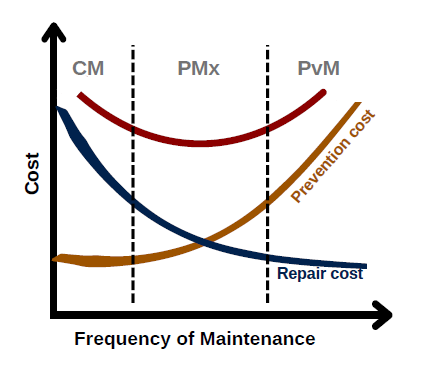 CM PMx PvM
Cost
Prevention cost
Repair cost
Frequency of Maintenance